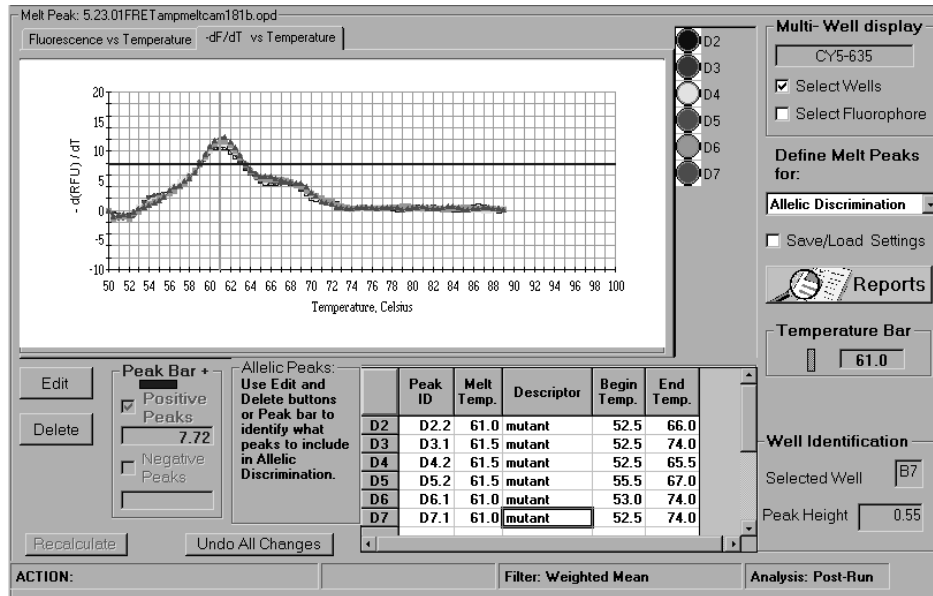 Melt Peak: 5.23.01FRETampmeltcam181b.opd
Fluorescence vs Temperature
-dF/dT vs Temperature
20
15
10
5
0
-5
-10
- d(RFU) / dT
50 52 54 56 58 60 62 64 66 68 70 72 74 76 78 80 82 84 86 88 90 92 94 96 98 100
Temperature, Celsius
D2
D3
D4
D5
D6
D7
Multi- Well display
CY5-635
Select Wells
Select Fluorophore
Define Melt Peaks
for:
Allelic Discrimination
Save/Load Settings
Reports
Temperature Bar
61.0
Edit
Delete
Peak Bar + -
Positive
Peaks
7.72
Negative
Peaks
Allelic Peaks:
Use Edit and
Delete buttons
or Peak bar to
identify what
peaks to include
in Allelic
Discrimination.
Peak ID Melt Temp. Descriptor Begin Temp. End Temp.
D2 D2.2 61.0 mutant 52.5 66.0
D3 D3.1 61.5 mutant 52.5 74.0
D4 D4.2 61.5 mutant 52.5 65.5
D5 D5.2 61.5 mutant 55.5 67.0
D6 D6.1 61.0 mutant 53.0 74.0
D7 D7.1 61.0 mutant 52.5 74.0
Well Identification
Selected Well B7
Peak Height 0.55
Recalculate
Undo All Changes
ACTION:
Filter: Weighted Mean
Analysis: Post-Run